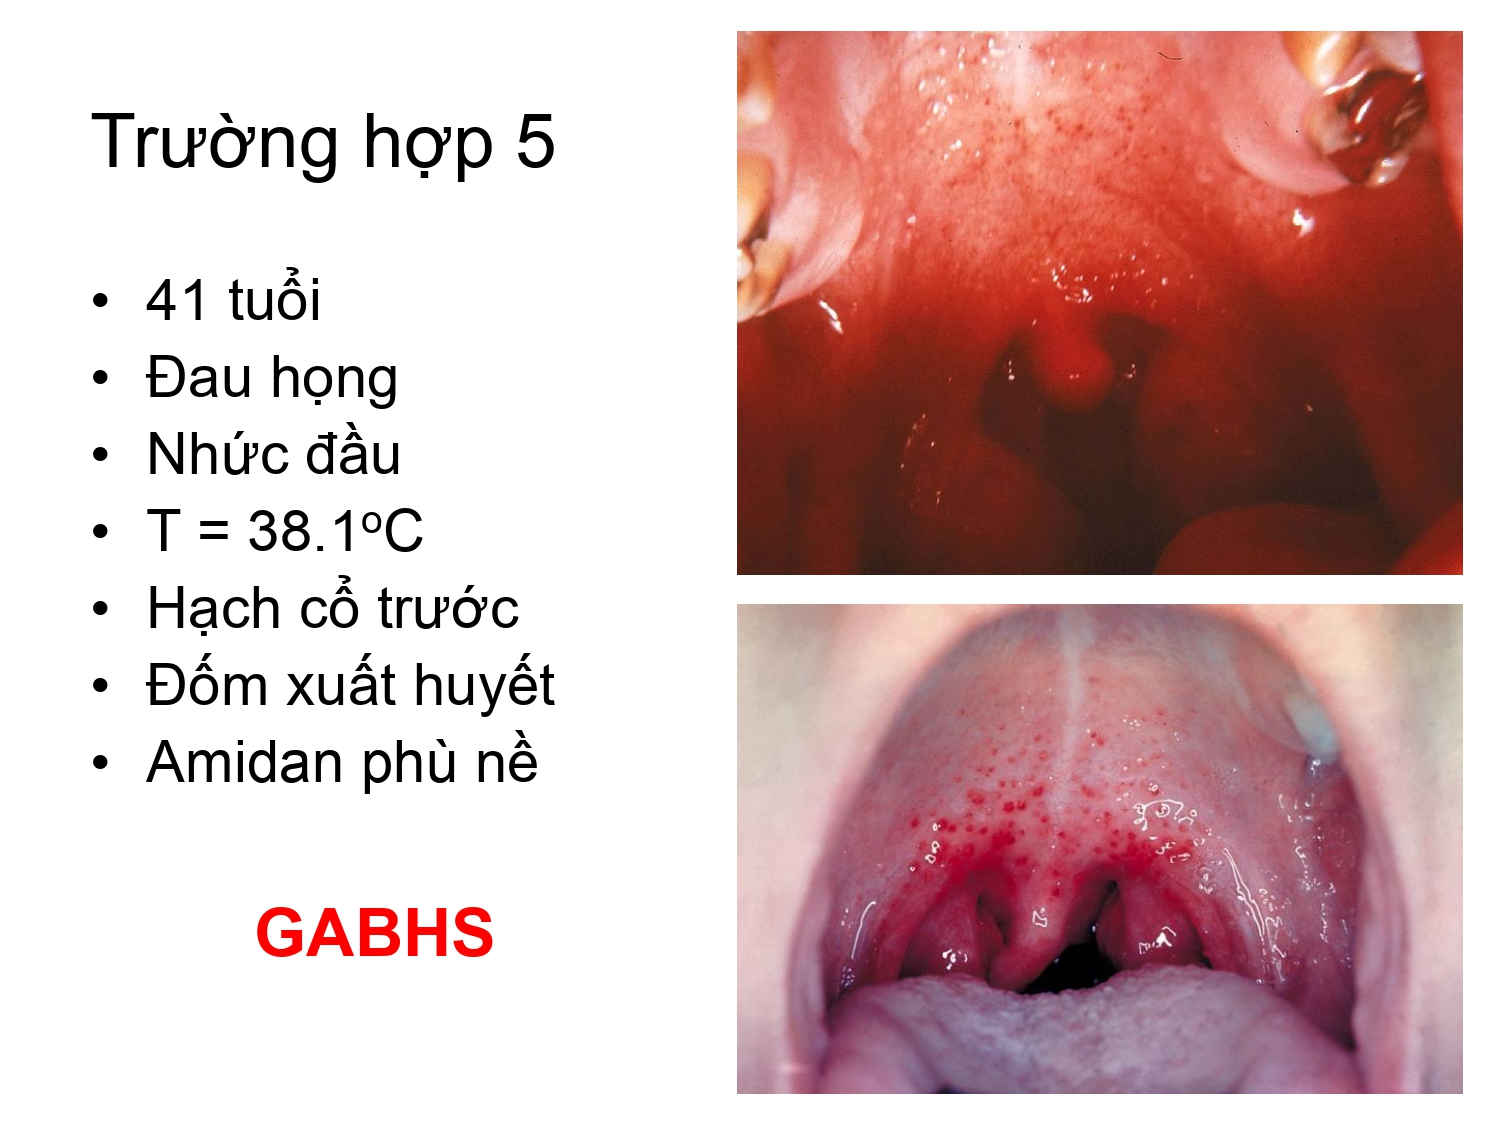 Trường hợp 5
• 41 tuổi
• Đau họng
• Nhức đầu
• T = 38.1ºC
• Hạch cổ trước
• Đốm xuất huyết
• Amidan phù nề
GABHS